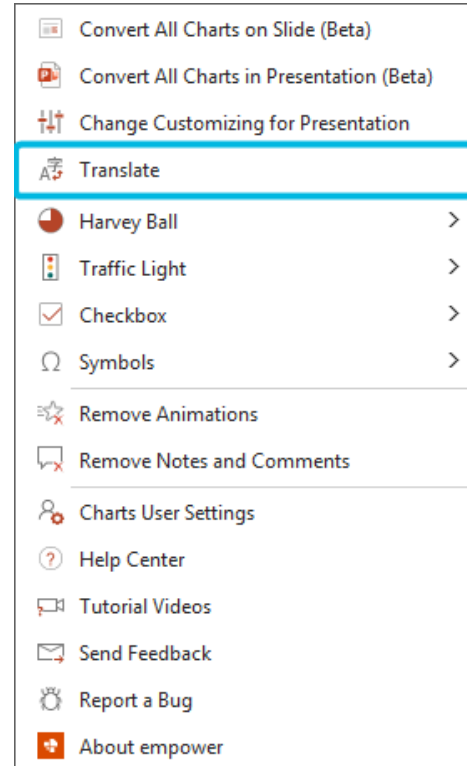 Convert All Charts on Slide (Beta)
Convert All Charts in Presentation (Beta)
Change Customizing for Presentation
Translate
Harvey Ball
Traffic Light
Checkbox
Symbols
Remove Animations
Remove Notes and Comments
Charts User Settings
Help Center
Tutorial Videos
Send Feedback
Report a Bug
About empower